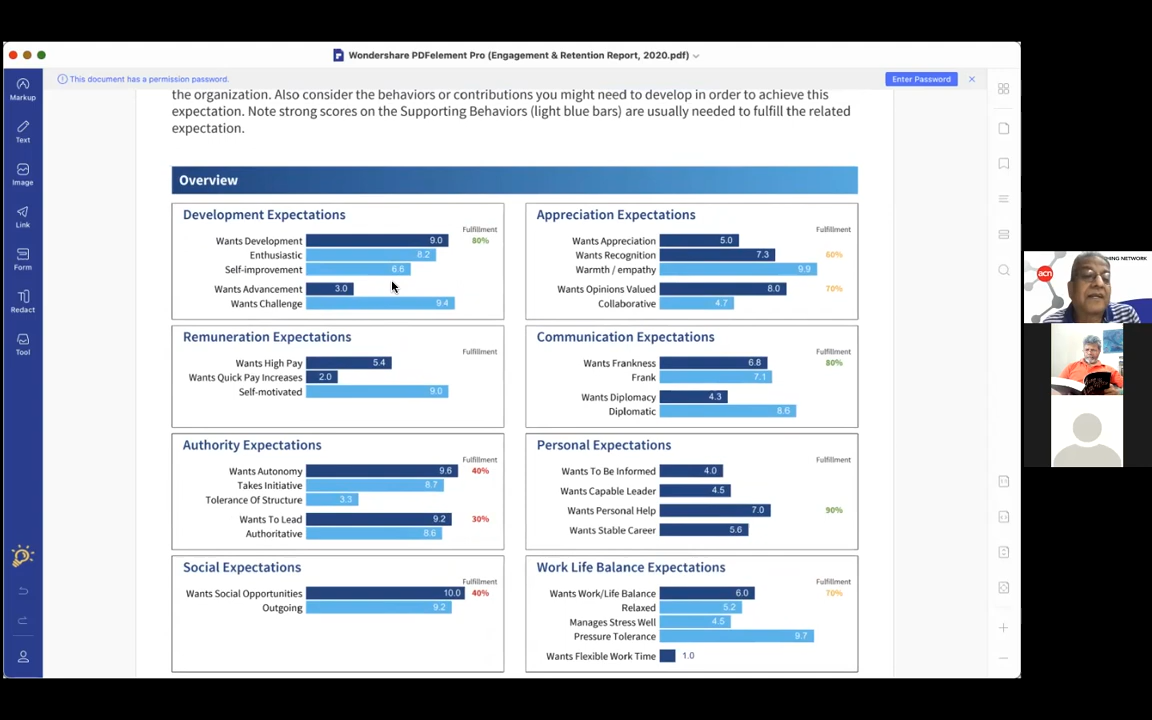 Wondershare PDFelement Pro (Engagement & Retention Report, 2020.pdf)
This document has a permission password.
Enter Password
Markup
Text
Image
Link
Form
Redact
Tool
the organization. Also consider the behaviors or contributions you might need to develop in order to achieve this
expectation. Note strong scores on the Supporting Behaviors (light blue bars) are usually needed to fulfill the related
expectation.
Overview
Development Expectations
Fulfillment
Wants Development 9.0 80%
Enthusiastic 8.2
Self-improvement 6.6
Wants Advancement 3.0
Wants Challenge 9.4
Appreciation Expectations
Fulfillment
Wants Appreciation 5.0
Wants Recognition 7.3 60%
Warmth / empathy 9.9
Wants Opinions Valued 8.0 70%
Collaborative 4.7
Remuneration Expectations
Fulfillment
Wants High Pay 5.4
Wants Quick Pay Increases 2.0
Self-motivated 9.0
Communication Expectations
Fulfillment
Wants Frankness 6.8 80%
Frank 7.1
Wants Diplomacy 4.3
Diplomatic 8.6
Authority Expectations
Fulfillment
Wants Autonomy 9.6 40%
Takes Initiative 8.7
Tolerance Of Structure 3.3
Wants To Lead 9.2 30%
Authoritative 8.6
Personal Expectations
Fulfillment
Wants To Be Informed 4.0
Wants Capable Leader 4.5
Wants Personal Help 7.0 90%
Wants Stable Career 5.6
Social Expectations
Fulfillment
Wants Social Opportunities 10.0 40%
Outgoing 9.2
Work Life Balance Expectations
Fulfillment
Wants Work/Life Balance 6.0 70%
Relaxed 5.2
Manages Stress Well 4.5
Pressure Tolerance 9.7
Wants Flexible Work Time 1.0
acn
NETWORK